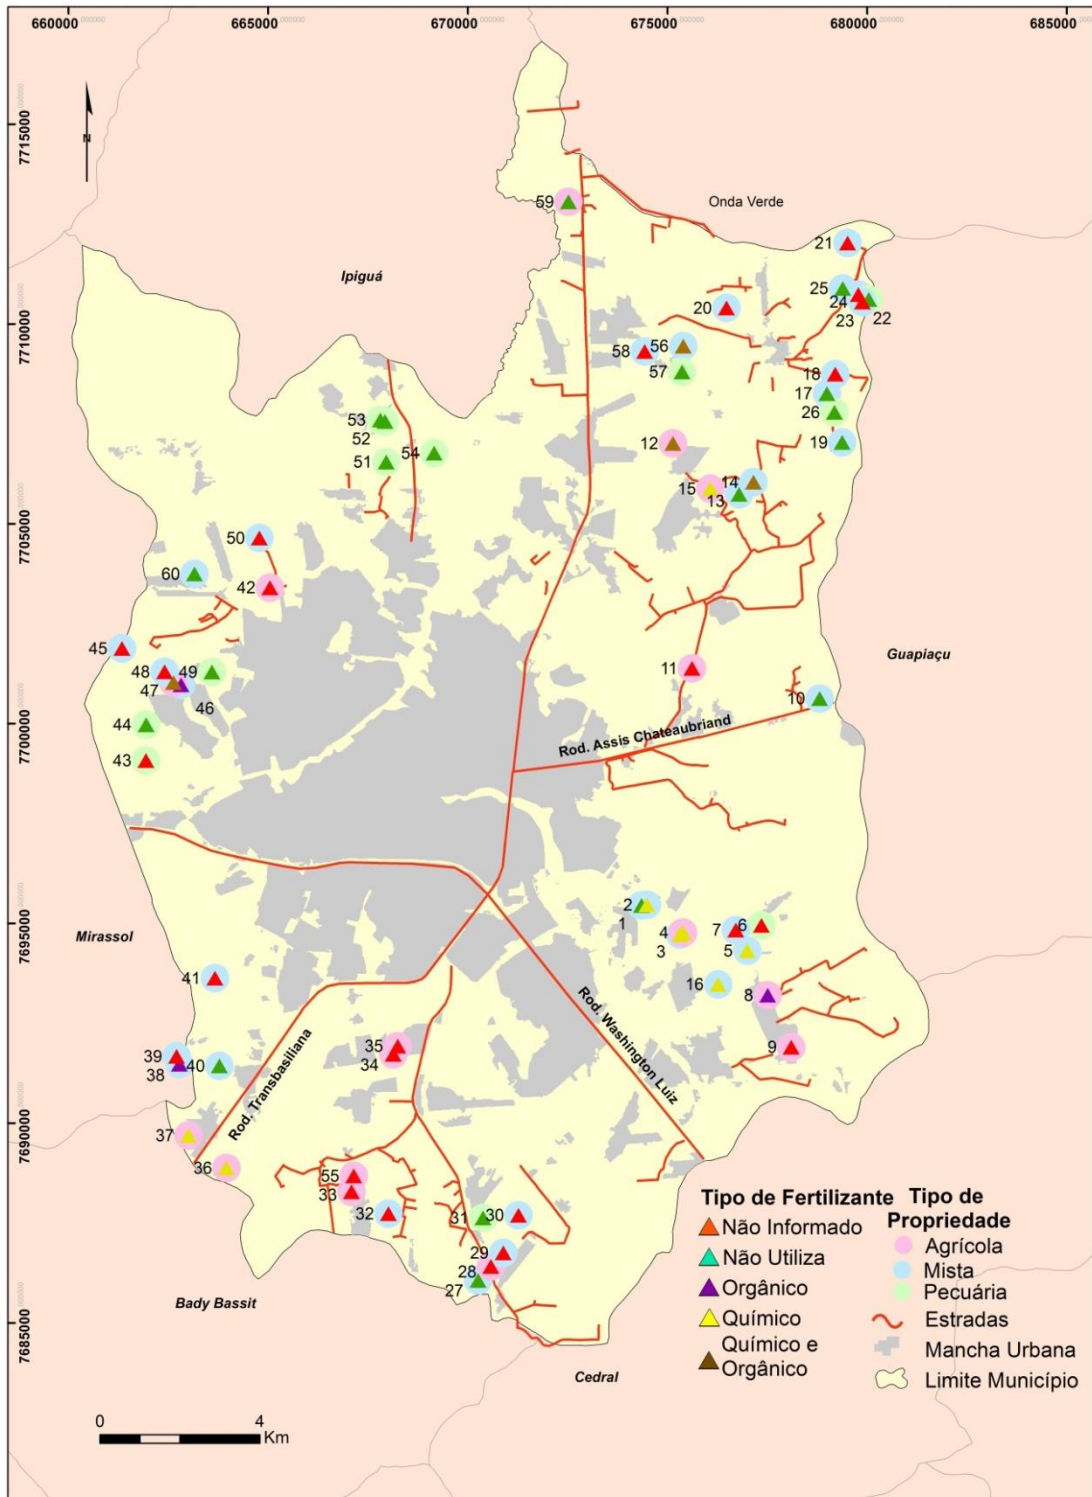 660000
665000
670000
675000
680000
685000
7715000
7710000
7705000
7700000
7695000
7690000
7685000
N
Onda Verde
Ipiguá
Guapiaçu
Mirassol
Bady Bassit
Cedral
59
21
25
24
23
22
20
58
56
57
18
17
26
19
53
52
51
54
12
15
14
13
50
60
42
45
48
49
47
46
44
43
11
10
Rod. Assis Chateaubriand
2
1
4
3
7
6
5
16
8
9
41
39
38
40
35
34
Rod. Transbasiliana
Rod. Washington Luiz
37
36
55
33
32
31
30
29
28
27
Tipo de Fertilizante
Não Informado
Não Utiliza
Orgânico
Químico
Químico e
Orgânico
Tipo de
Propriedade
Agrícola
Mista
Pecuária
Estradas
Mancha Urbana
Limite Município
0
4
Km